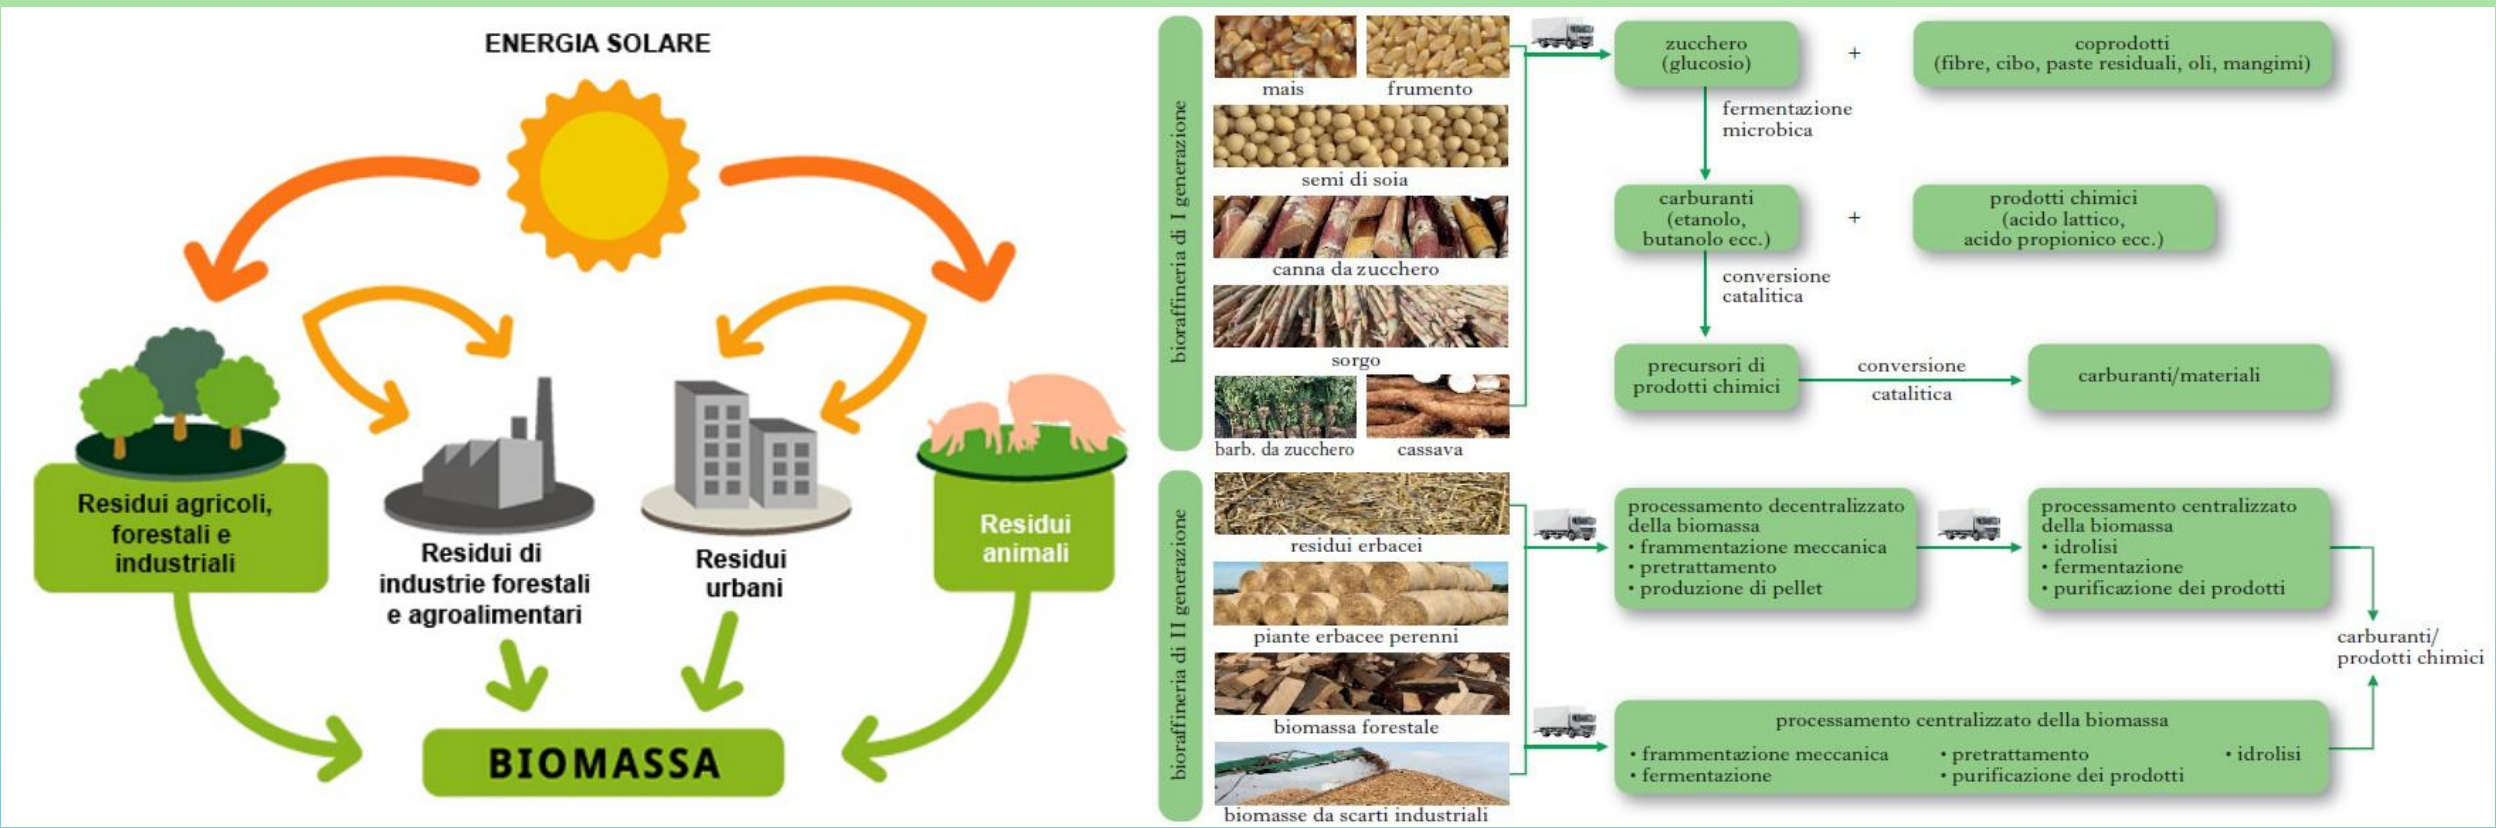 ENERGIA SOLARE
Residui agricoli,
forestali e
industriali
Residui di
industrie forestali
e agroalimentari
Residui
urbani
Residui
animali
BIOMASSA
bioraffineria di I generazione
mais
frumento
semi di soia
canna da zucchero
sorgo
barb. da zucchero
cassava
zucchero
(glucosio)
+
coprodotti
(fibre, cibo, paste residuali, oli, mangimi)
fermentazione
microbica
carburanti
(etanolo,
butanolo ecc.)
+
prodotti chimici
(acido lattico,
acido propionico ecc.)
conversione
catalitica
precursori di
prodotti chimici
conversione
catalitica
carburanti/materiali
bioraffineria di II generazione
residui erbacei
piante erbacee perenni
biomassa forestale
biomasse da scarti industriali
processamento decentralizzato
della biomassa
• frammentazione meccanica
• pretrattamento
• produzione di pellet
processamento centralizzato
della biomassa
• idrolisi
• fermentazione
• purificazione dei prodotti
carburanti/
prodotti chimici
processamento centralizzato della biomassa
• frammentazione meccanica • pretrattamento • idrolisi
• fermentazione • purificazione dei prodotti